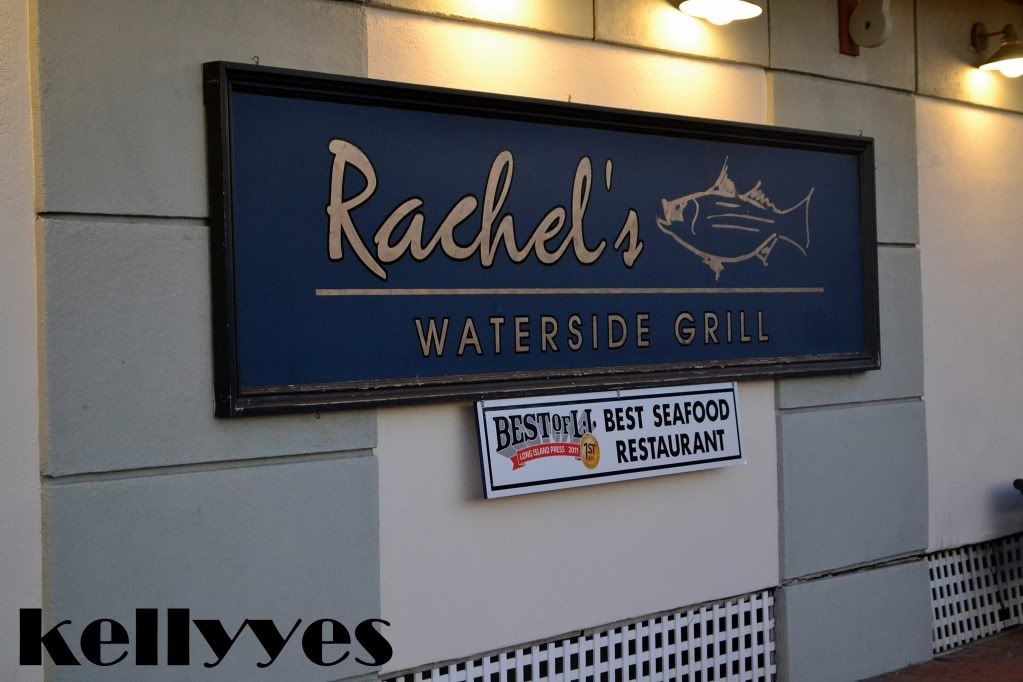 Rachel's
WATERSIDE GRILL
BEST OF L.I. BEST SEAFOOD
LONG ISLAND PRESS 2011 1ST RESTAURANT
kellyyes